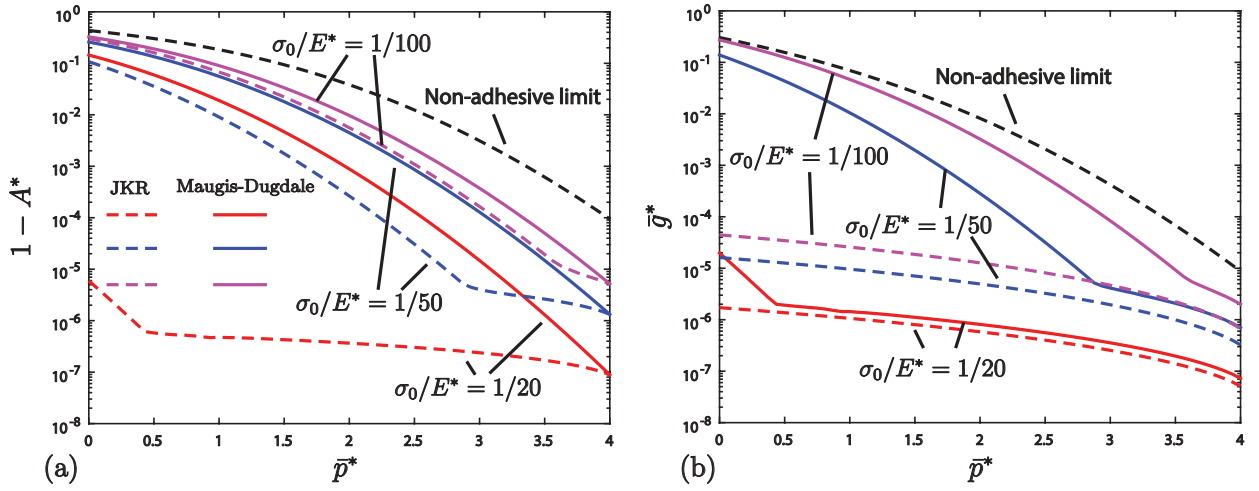 10⁰
10⁻¹
10⁻²
10⁻³
10⁻⁴
10⁻⁵
10⁻⁶
10⁻⁷
10⁻⁸
1 − A*
σ₀/E* = 1/100
Non-adhesive limit
JKR Maugis-Dugdale
σ₀/E* = 1/50
σ₀/E* = 1/20
0 0.5 1 1.5 2 2.5 3 3.5 4
(a) p̄*
10⁰
10⁻¹
10⁻²
10⁻³
10⁻⁴
10⁻⁵
10⁻⁶
10⁻⁷
10⁻⁸
ḡ*
Non-adhesive limit
σ₀/E* = 1/100
σ₀/E* = 1/50
σ₀/E* = 1/20
0 0.5 1 1.5 2 2.5 3 3.5 4
(b) p̄*